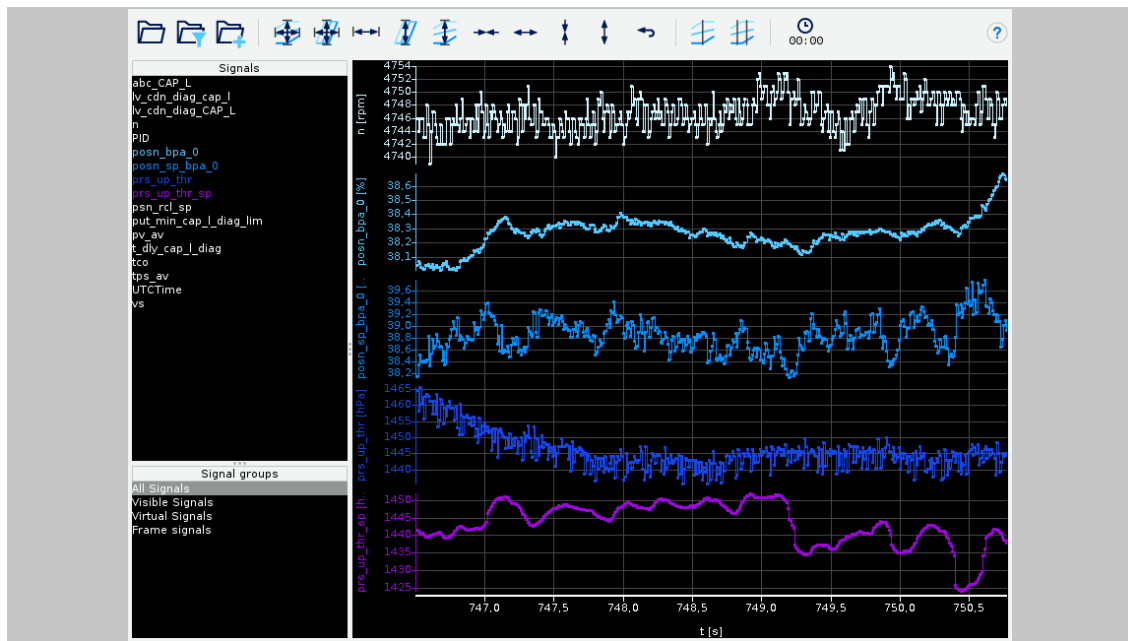 00:00
?
Signals
abc_CAP_L
lv_cdn_diag_cap_l
lv_cdn_diag_CAP_L
n
PID
posn_bpa_0
posn_sp_bpa_0
prs_up_thr
prs_up_thr_sp
psn_rcl_sp
put_min_cap_l_diag_lim
pv_av
t_dly_cap_l_diag
tco
tps_av
UTCTime
vs
Signal groups
All Signals
Visible Signals
Virtual Signals
Frame signals
n [rpm]
4754
4752
4750
4748
4746
4744
4742
4740
posn_bpa_0 [%]
38,6
38,5
38,4
38,3
38,2
38,1
posn_sp_bpa_0 [..
39,6
39,4
39,2
39,0
38,8
38,6
38,4
38,2
prs_up_thr [hPa]
1465
1460
1455
1450
1445
1440
prs_up_thr_sp [h..
1450
1445
1440
1435
1430
1425
747,0 747,5 748,0 748,5 749,0 749,5 750,0 750,5
t [s]